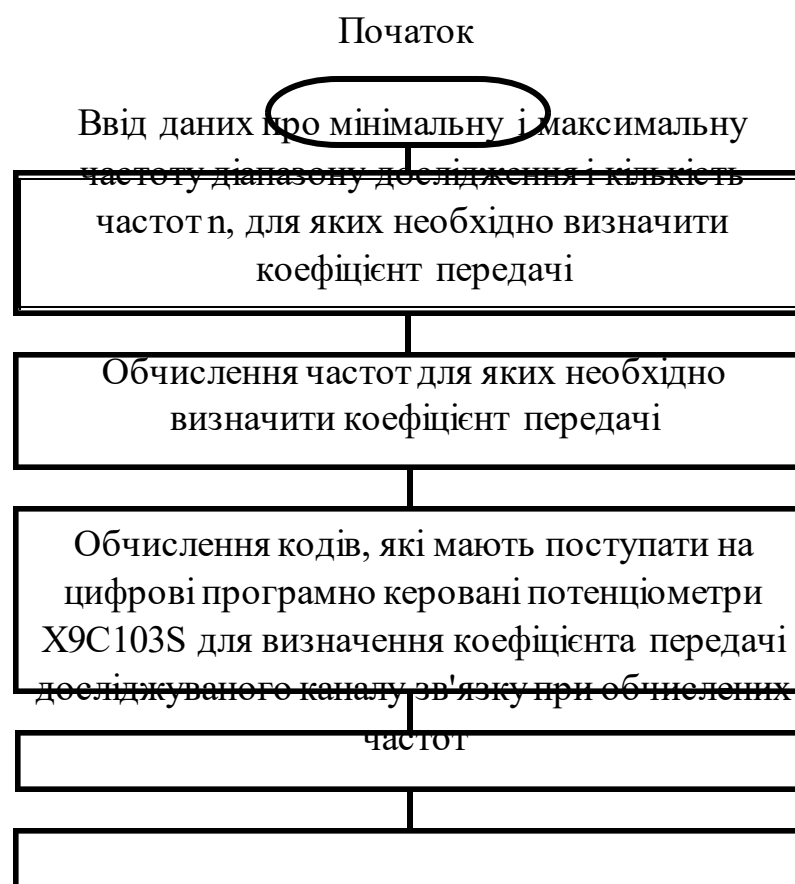 Початок
Ввід даних про мінімальну і максимальну
частоту діапазону дослідження і кількість
частот n, для яких необхідно визначити
коефіцієнт передачі
Обчислення частот для яких необхідно
визначити коефіцієнт передачі
Обчислення кодів, які мають поступати на
цифрові програмно керовані потенціометри
X9C103S для визначення коефіцієнта передачі
досліджуваного каналу зв'язку при обчислених
частот